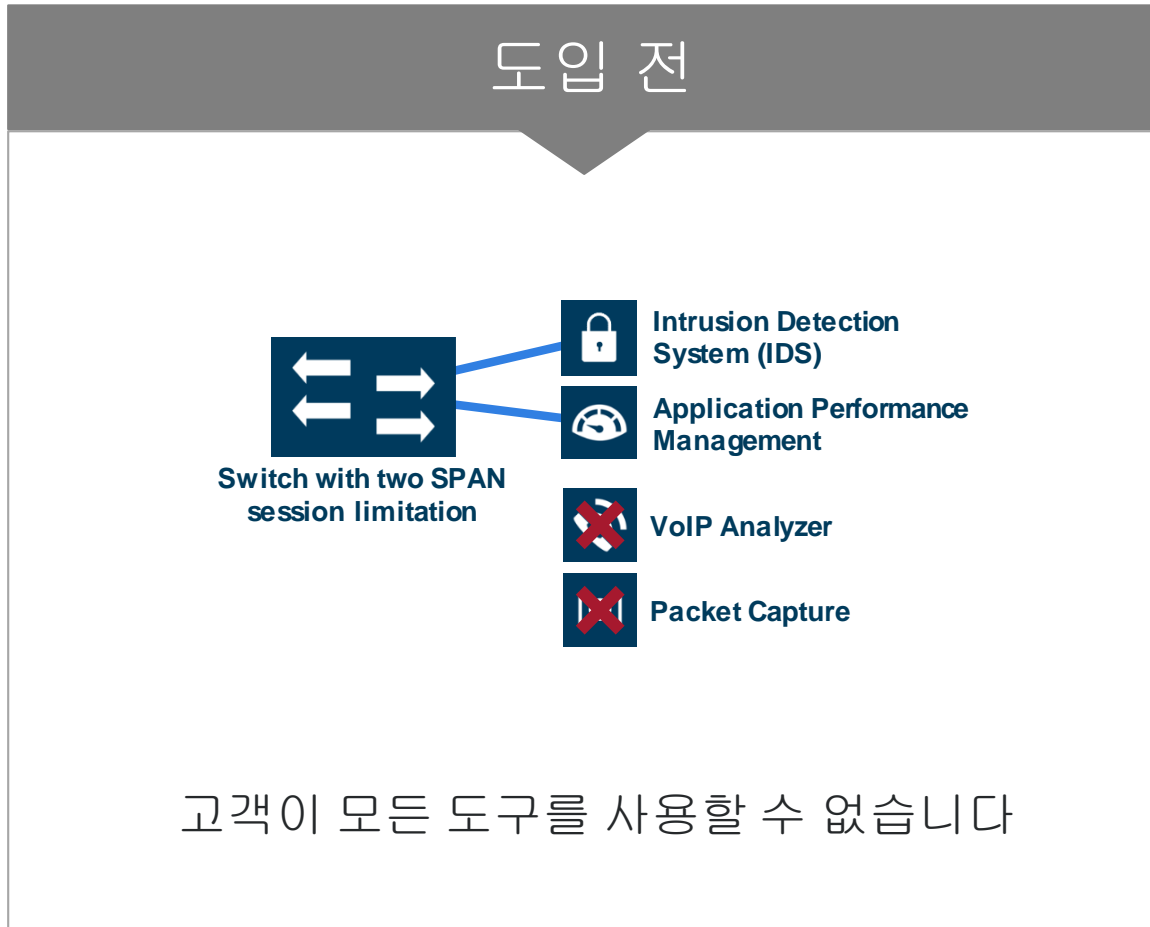 도입 전
Intrusion Detection
System (IDS)
Application Performance
Management
Switch with two SPAN
session limitation
VoIP Analyzer
Packet Capture
고객이 모든 도구를 사용할 수 없습니다